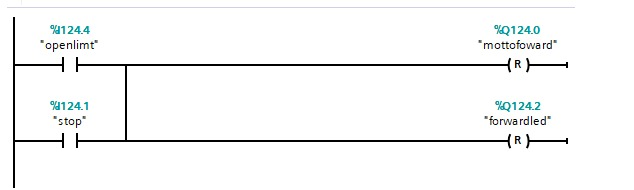 %I124.4 %Q124.0
"openlimt" "mottofoward"
R
%I124.1 %Q124.2
"stop" "forwardled"
R